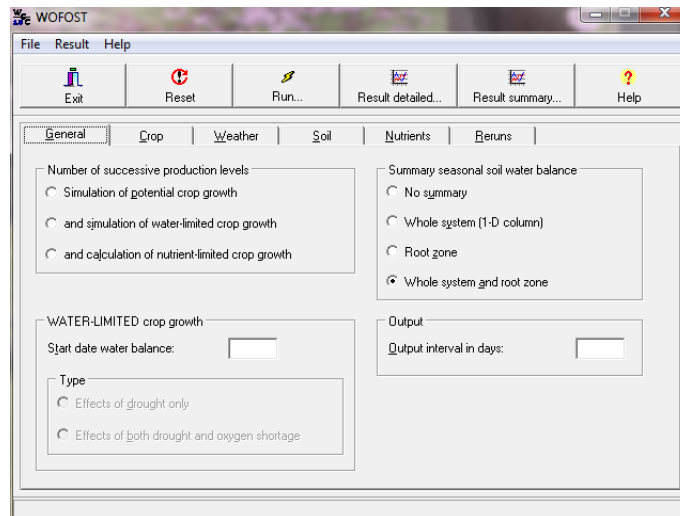 WOFOST
File Result Help
Exit Reset Run... Result detailed... Result summary... Help
General Crop Weather Soil Nutrients Reruns
Number of successive production levels
Simulation of potential crop growth
and simulation of water-limited crop growth
and calculation of nutrient-limited crop growth
Summary seasonal soil water balance
No summary
Whole system (1-D column)
Root zone
Whole system and root zone
WATER-LIMITED crop growth
Start date water balance:
Type
Effects of drought only
Effects of both drought and oxygen shortage
Output
Output interval in days: